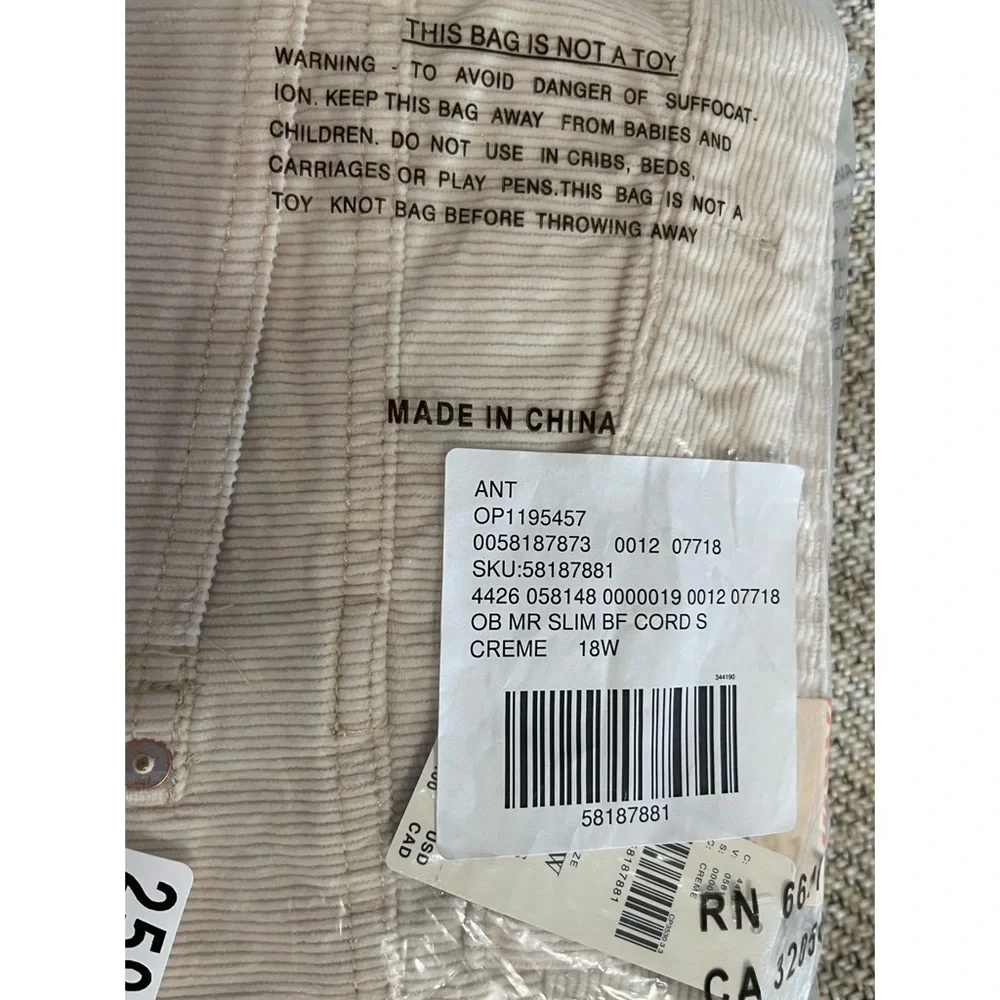 THIS BAG IS NOT A TOY
WARNING - TO AVOID DANGER OF SUFFOCAT-
ION. KEEP THIS BAG AWAY FROM BABIES AND
CHILDREN. DO NOT USE IN CRIBS, BEDS,
CARRIAGES OR PLAY PENS.THIS BAG IS NOT A
TOY KNOT BAG BEFORE THROWING AWAY
MADE IN CHINA
ANT
OP1195457
0058187873 0012 07718
SKU:58187881
4426 058148 0000019 0012 07718
OB MR SLIM BF CORD S
CREME 18W
344190
58187881
USD
CAD
CREME
RN
CA
250